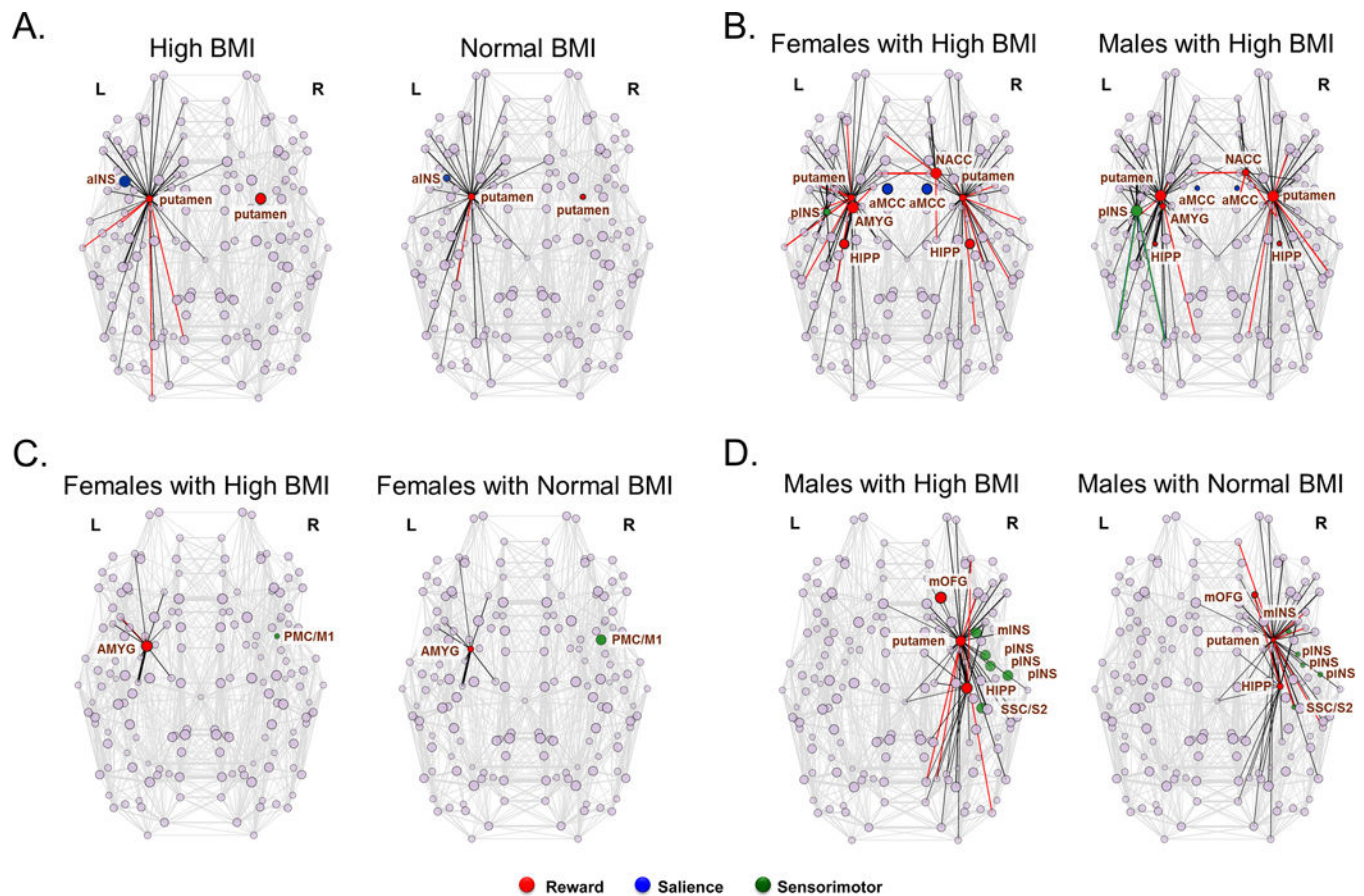 A.
High BMI
Normal BMI
L
R
aINS
putamen
putamen
aINS
putamen
putamen
B.
Females with High BMI
Males with High BMI
L
R
NACC
putamen
putamen
pINS
aMCC
aMCC
AMYG
HIPP
HIPP
NACC
putamen
putamen
pINS
aMCC
aMCC
AMYG
HIPP
HIPP
C.
Females with High BMI
Females with Normal BMI
L
R
AMYG
PMC/M1
AMYG
PMC/M1
D.
Males with High BMI
Males with Normal BMI
L
R
mOFG
putamen
mINS
pINS
pINS
pINS
HIPP
SSC/S2
mOFG
mINS
putamen
pINS
pINS
pINS
HIPP
SSC/S2
Reward
Salience
Sensorimotor